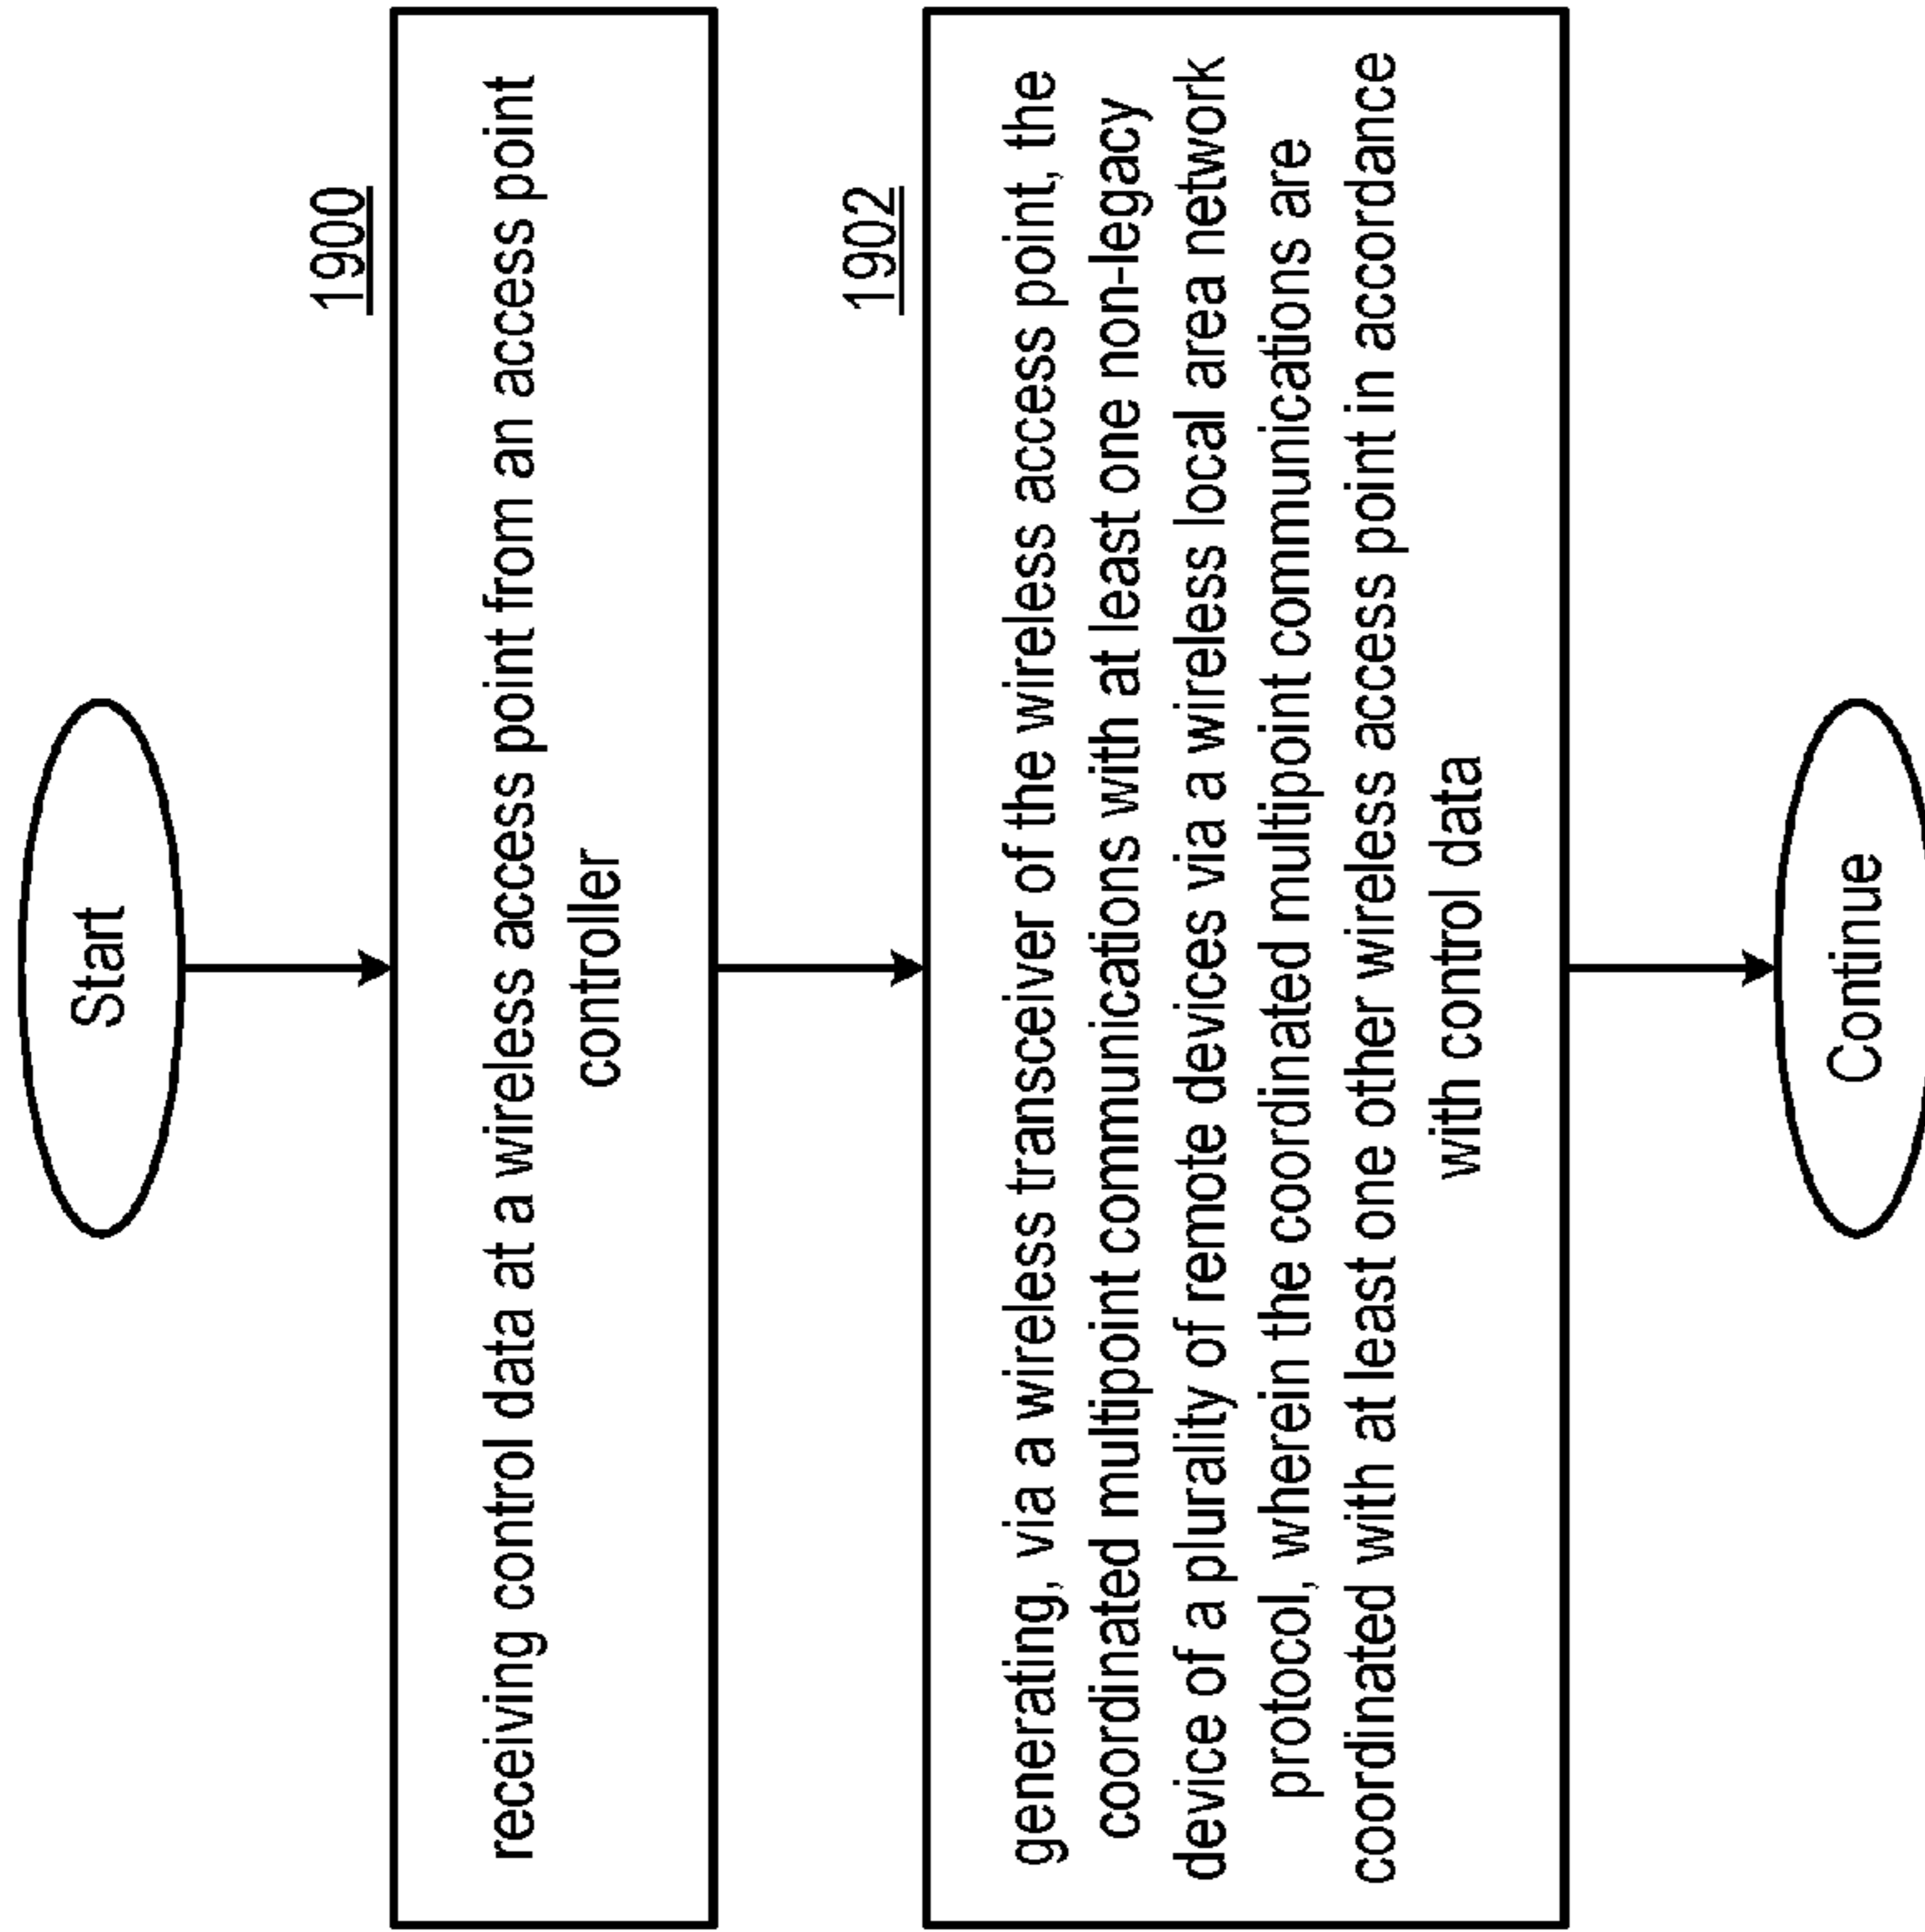 Start
1900
receiving control data at a wireless access point from an access point
controller
1902
generating, via a wireless transceiver of the wireless access point, the
coordinated multipoint communications with at least one non-legacy
device of a plurality of remote devices via a wireless local area network
protocol, wherein the coordinated multipoint communications are
coordinated with at least one other wireless access point in accordance
with control data
Continue